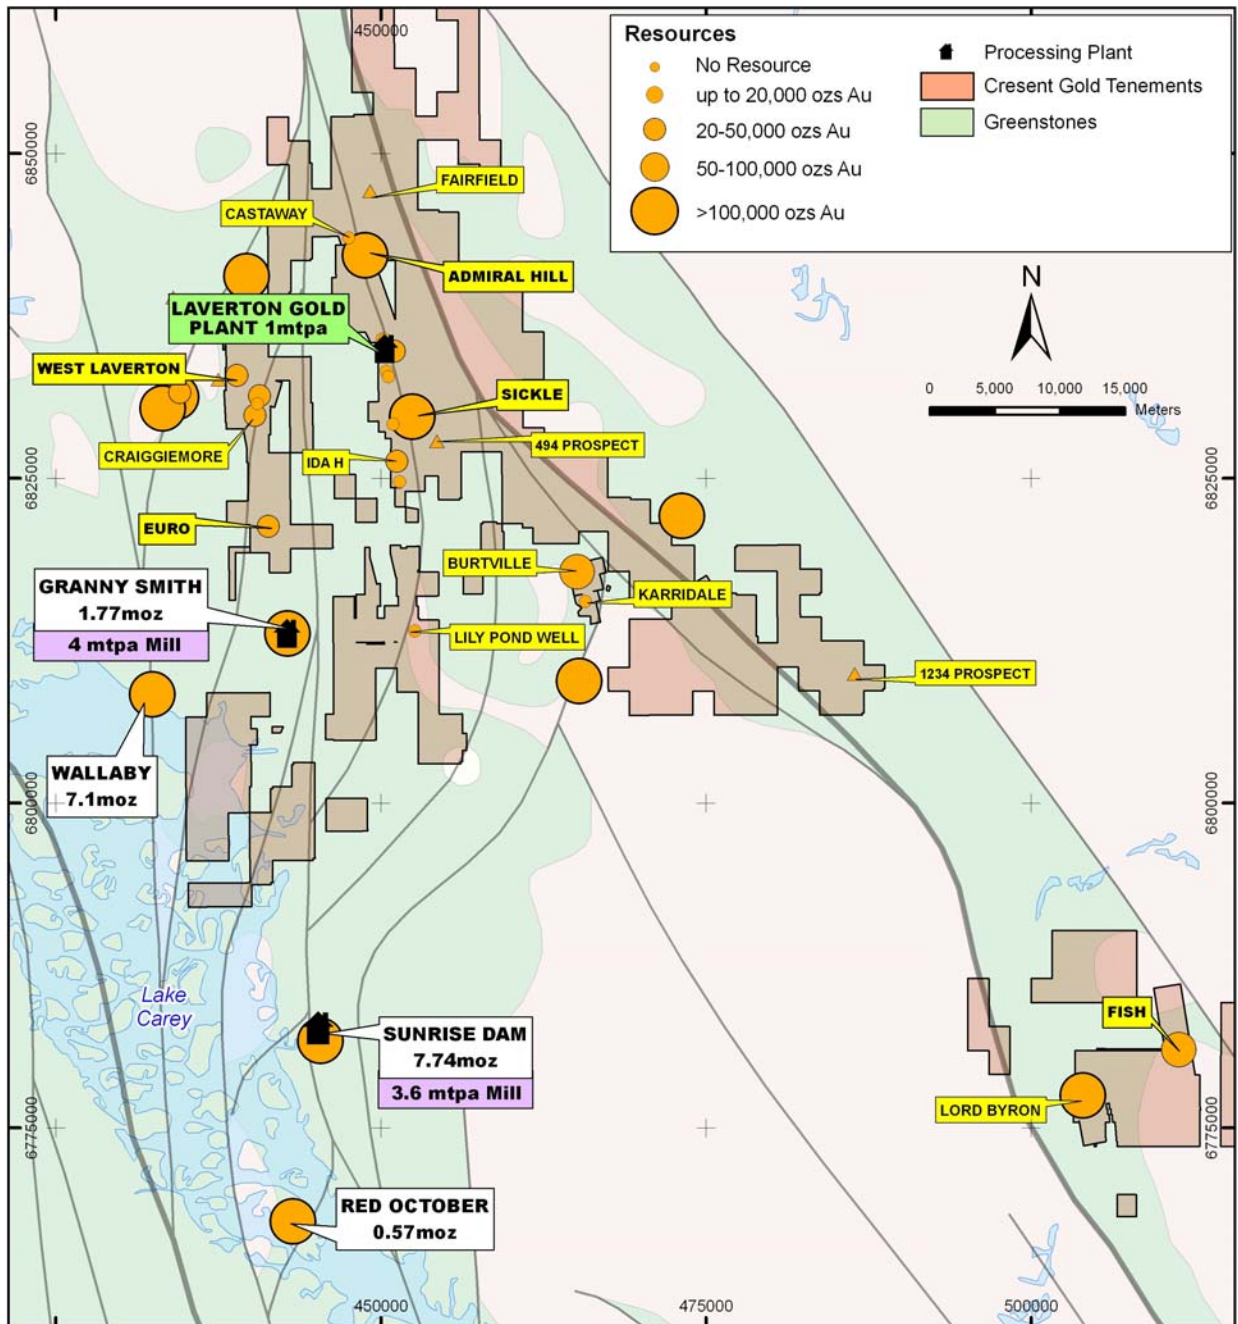 450000
Resources
No Resource
up to 20,000 ozs Au
20-50,000 ozs Au
50-100,000 ozs Au
>100,000 ozs Au
Processing Plant
Cresent Gold Tenements
Greenstones
6850000
FAIRFIELD
CASTAWAY
ADMIRAL HILL
N
LAVERTON GOLD
PLANT 1mtpa
0 5,000 10,000 15,000
Meters
WEST LAVERTON
SICKLE
494 PROSPECT
CRAIGGIEMORE
IDA H
6825000
6825000
EURO
BURTVILLE
GRANNY SMITH
1.77moz
4 mtpa Mill
KARRIDALE
LILY POND WELL
1234 PROSPECT
WALLABY
7.1moz
6800000
6800000
Lake
Carey
FISH
SUNRISE DAM
7.74moz
3.6 mtpa Mill
LORD BYRON
6775000
6775000
RED OCTOBER
0.57moz
450000
475000
500000